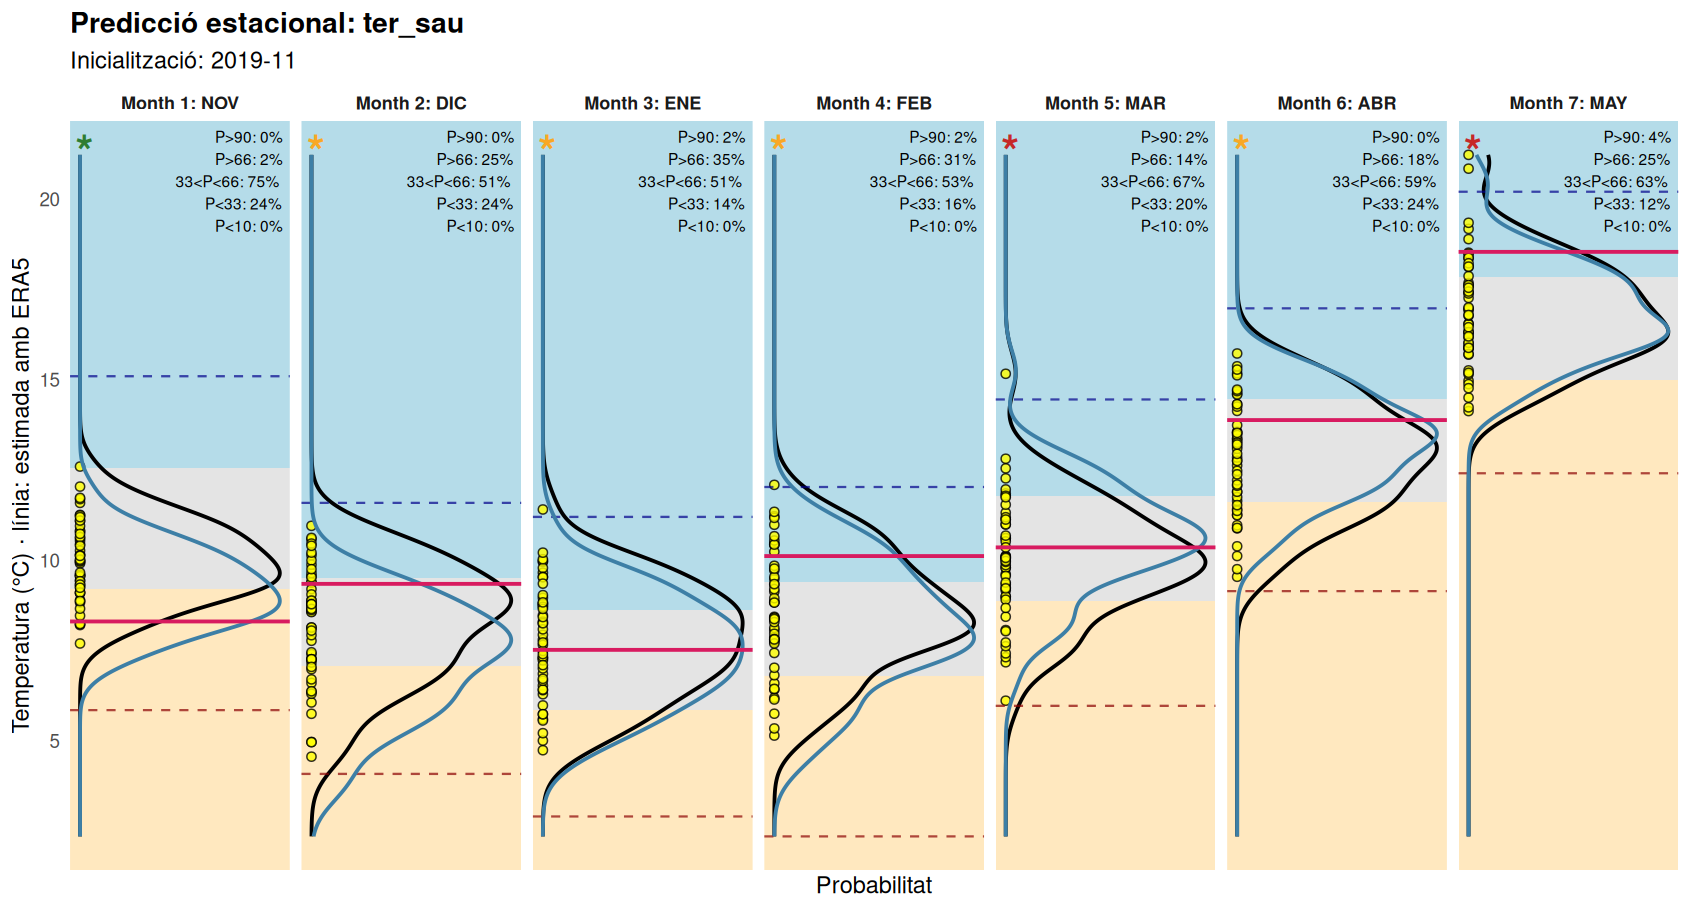 Predicció estacional: ter_sau
Inicialització: 2019-11
Month 1: NOV
Month 2: DIC
Month 3: ENE
Month 4: FEB
Month 5: MAR
Month 6: ABR
Month 7: MAY
P>90: 0%
P>66: 2%
33<P<66: 75%
P<33: 24%
P<10: 0%
P>90: 0%
P>66: 25%
33<P<66: 51%
P<33: 24%
P<10: 0%
P>90: 2%
P>66: 35%
33<P<66: 51%
P<33: 14%
P<10: 0%
P>90: 2%
P>66: 31%
33<P<66: 53%
P<33: 16%
P<10: 0%
P>90: 2%
P>66: 14%
33<P<66: 67%
P<33: 20%
P<10: 0%
P>90: 0%
P>66: 18%
33<P<66: 59%
P<33: 24%
P<10: 0%
P>90: 4%
P>66: 25%
33<P<66: 63%
P<33: 12%
P<10: 0%
20
15
10
5
Temperatura (°C) · línia: estimada amb ERA5
Probabilitat